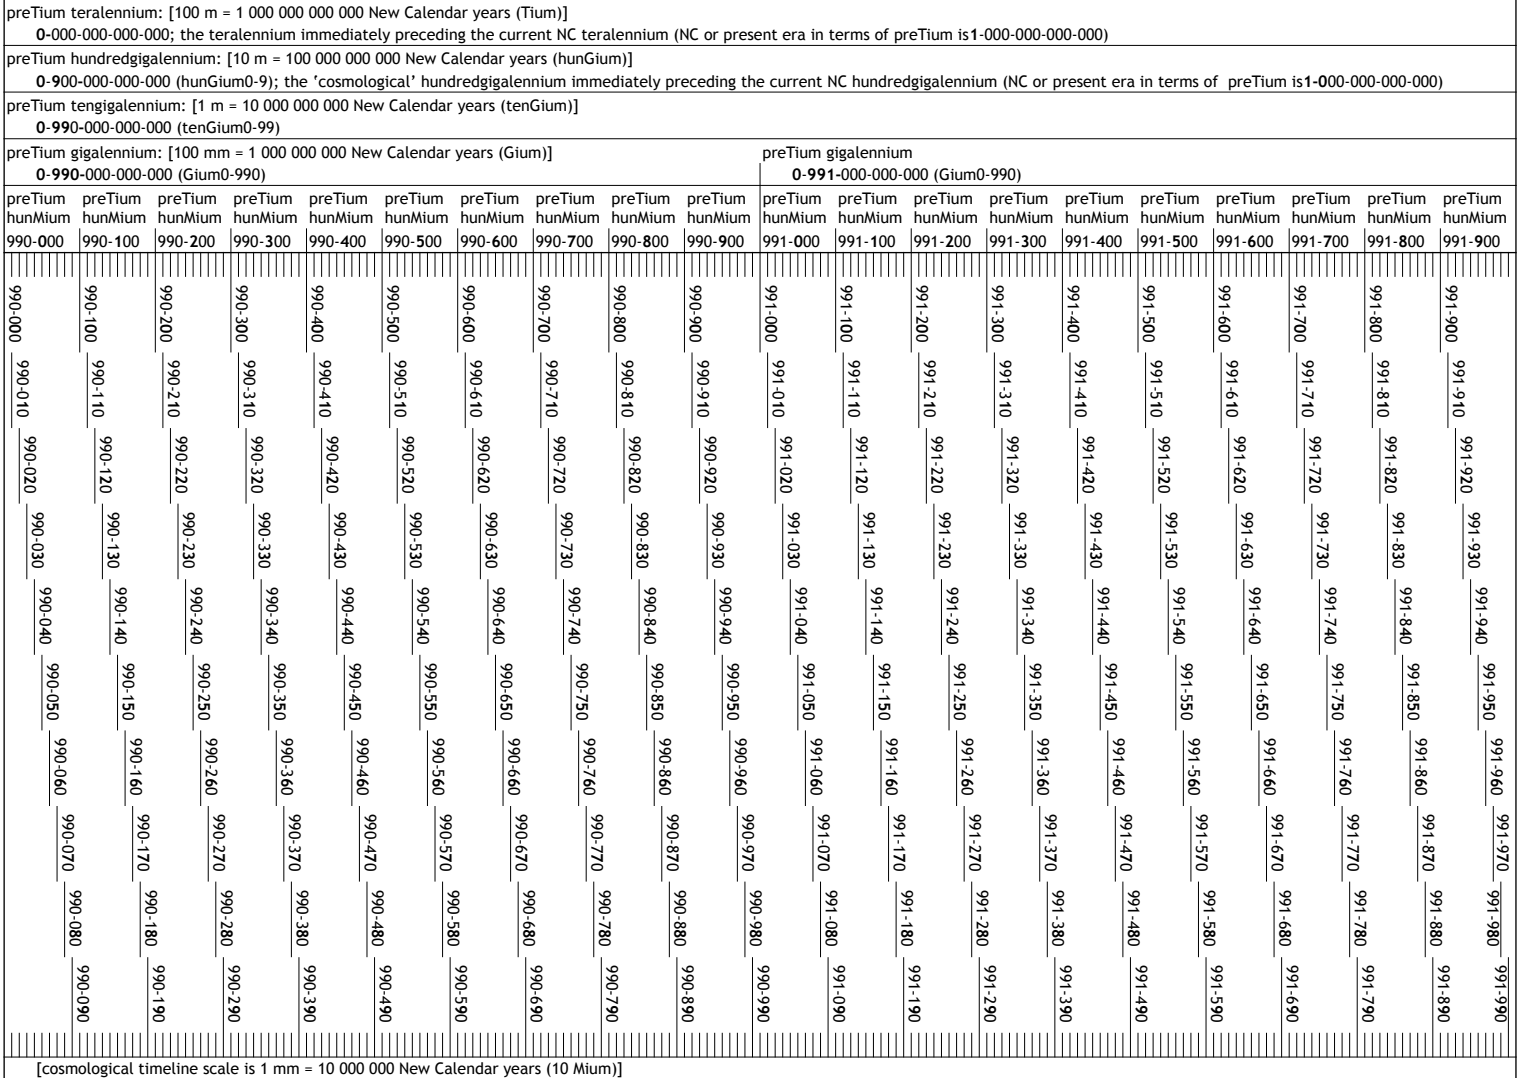 preTium teralennium: [100 m = 1 000 000 000 000 New Calendar years (Tium)]
0-000-000-000-000; the teralennium immediately preceding the current NC teralennium (NC or present era in terms of preTium is1-000-000-000-000)
preTium hundredgigalennium: [10 m = 100 000 000 000 New Calendar years (hunGium)]
0-900-000-000-000 (hunGium0-9); the ‘cosmological’ hundredgigalennium immediately preceding the current NC hundredgigalennium (NC or present era in terms of preTium is1-000-000-000-000)
preTium tengigalennium: [1 m = 10 000 000 000 New Calendar years (tenGium)]
0-990-000-000-000 (tenGium0-99)
preTium gigalennium: [100 mm = 1 000 000 000 New Calendar years (Gium)] preTium gigalennium
0-990-000-000-000 (Gium0-990) 0-991-000-000-000 (Gium0-990)
preTium preTium preTium preTium preTium preTium preTium preTium preTium preTium preTium preTium preTium preTium preTium preTium preTium preTium preTium preTium
hunMium hunMium hunMium hunMium hunMium hunMium hunMium hunMium hunMium hunMium hunMium hunMium hunMium hunMium hunMium hunMium hunMium hunMium hunMium hunMium
990-000 990-100 990-200 990-300 990-400 990-500 990-600 990-700 990-800 990-900 991-000 991-100 991-200 991-300 991-400 991-500 991-600 991-700 991-800 991-900
990-000 990-100 990-200 990-300 990-400 990-500 990-600 990-700 990-800 990-900 991-000 991-100 991-200 991-300 991-400 991-500 991-600 991-700 991-800 991-900
990-010 990-110 990-210 990-310 990-410 990-510 990-610 990-710 990-810 990-910 991-010 991-110 991-210 991-310 991-410 991-510 991-610 991-710 991-810 991-910
990-020 990-120 990-220 990-320 990-420 990-520 990-620 990-720 990-820 990-920 991-020 991-120 991-220 991-320 991-420 991-520 991-620 991-720 991-820 991-920
990-030 990-130 990-230 990-330 990-430 990-530 990-630 990-730 990-830 990-930 991-030 991-130 991-230 991-330 991-430 991-530 991-630 991-730 991-830 991-930
990-040 990-140 990-240 990-340 990-440 990-540 990-640 990-740 990-840 990-940 991-040 991-140 991-240 991-340 991-440 991-540 991-640 991-740 991-840 991-940
990-050 990-150 990-250 990-350 990-450 990-550 990-650 990-750 990-850 990-950 991-050 991-150 991-250 991-350 991-450 991-550 991-650 991-750 991-850 991-950
990-060 990-160 990-260 990-360 990-460 990-560 990-660 990-760 990-860 990-960 991-060 991-160 991-260 991-360 991-460 991-560 991-660 991-760 991-860 991-960
990-070 990-170 990-270 990-370 990-470 990-570 990-670 990-770 990-870 990-970 991-070 991-170 991-270 991-370 991-470 991-570 991-670 991-770 991-870 991-970
990-080 990-180 990-280 990-380 990-480 990-580 990-680 990-780 990-880 990-980 991-080 991-180 991-280 991-380 991-480 991-580 991-680 991-780 991-880 991-980
990-090 990-190 990-290 990-390 990-490 990-590 990-690 990-790 990-890 990-990 991-090 991-190 991-290 991-390 991-490 991-590 991-690 991-790 991-890 991-990
[cosmological timeline scale is 1 mm = 10 000 000 New Calendar years (10 Mium)]